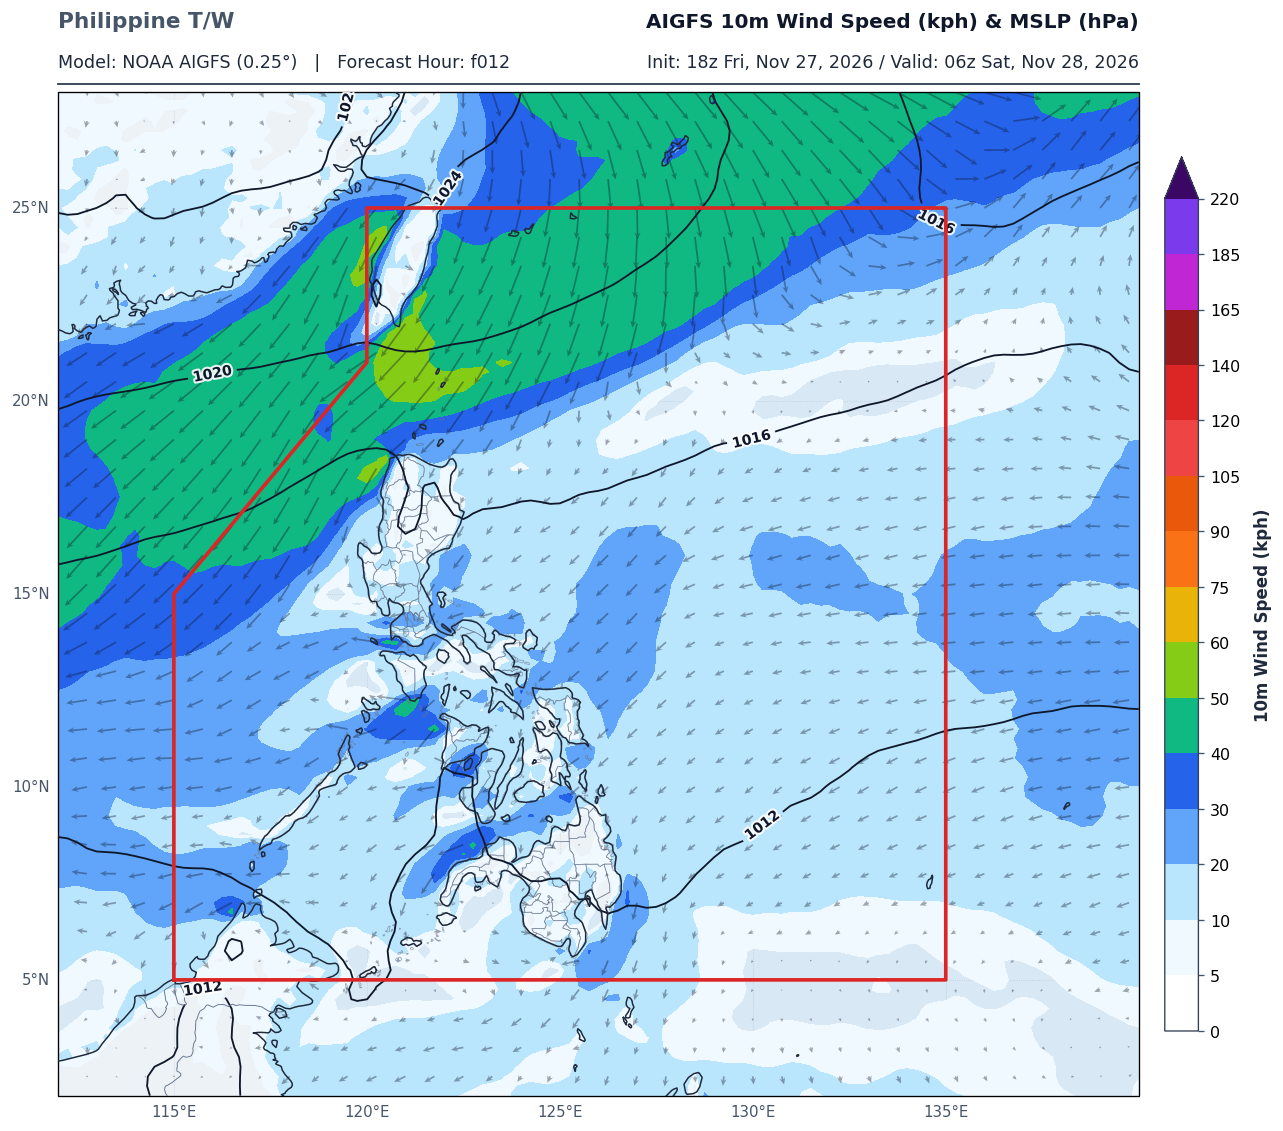 Philippine T/W
AIGFS 10m Wind Speed (kph) & MSLP (hPa)
Model: NOAA AIGFS (0.25°) | Forecast Hour: f012
Init: 18z Fri, Nov 27, 2026 / Valid: 06z Sat, Nov 28, 2026
102
1024
1016
1020
1016
1012
1012
25°N
20°N
15°N
10°N
5°N
115°E
120°E
125°E
130°E
135°E
220
185
165
140
120
105
90
75
60
50
40
30
20
10
5
0
10m Wind Speed (kph)